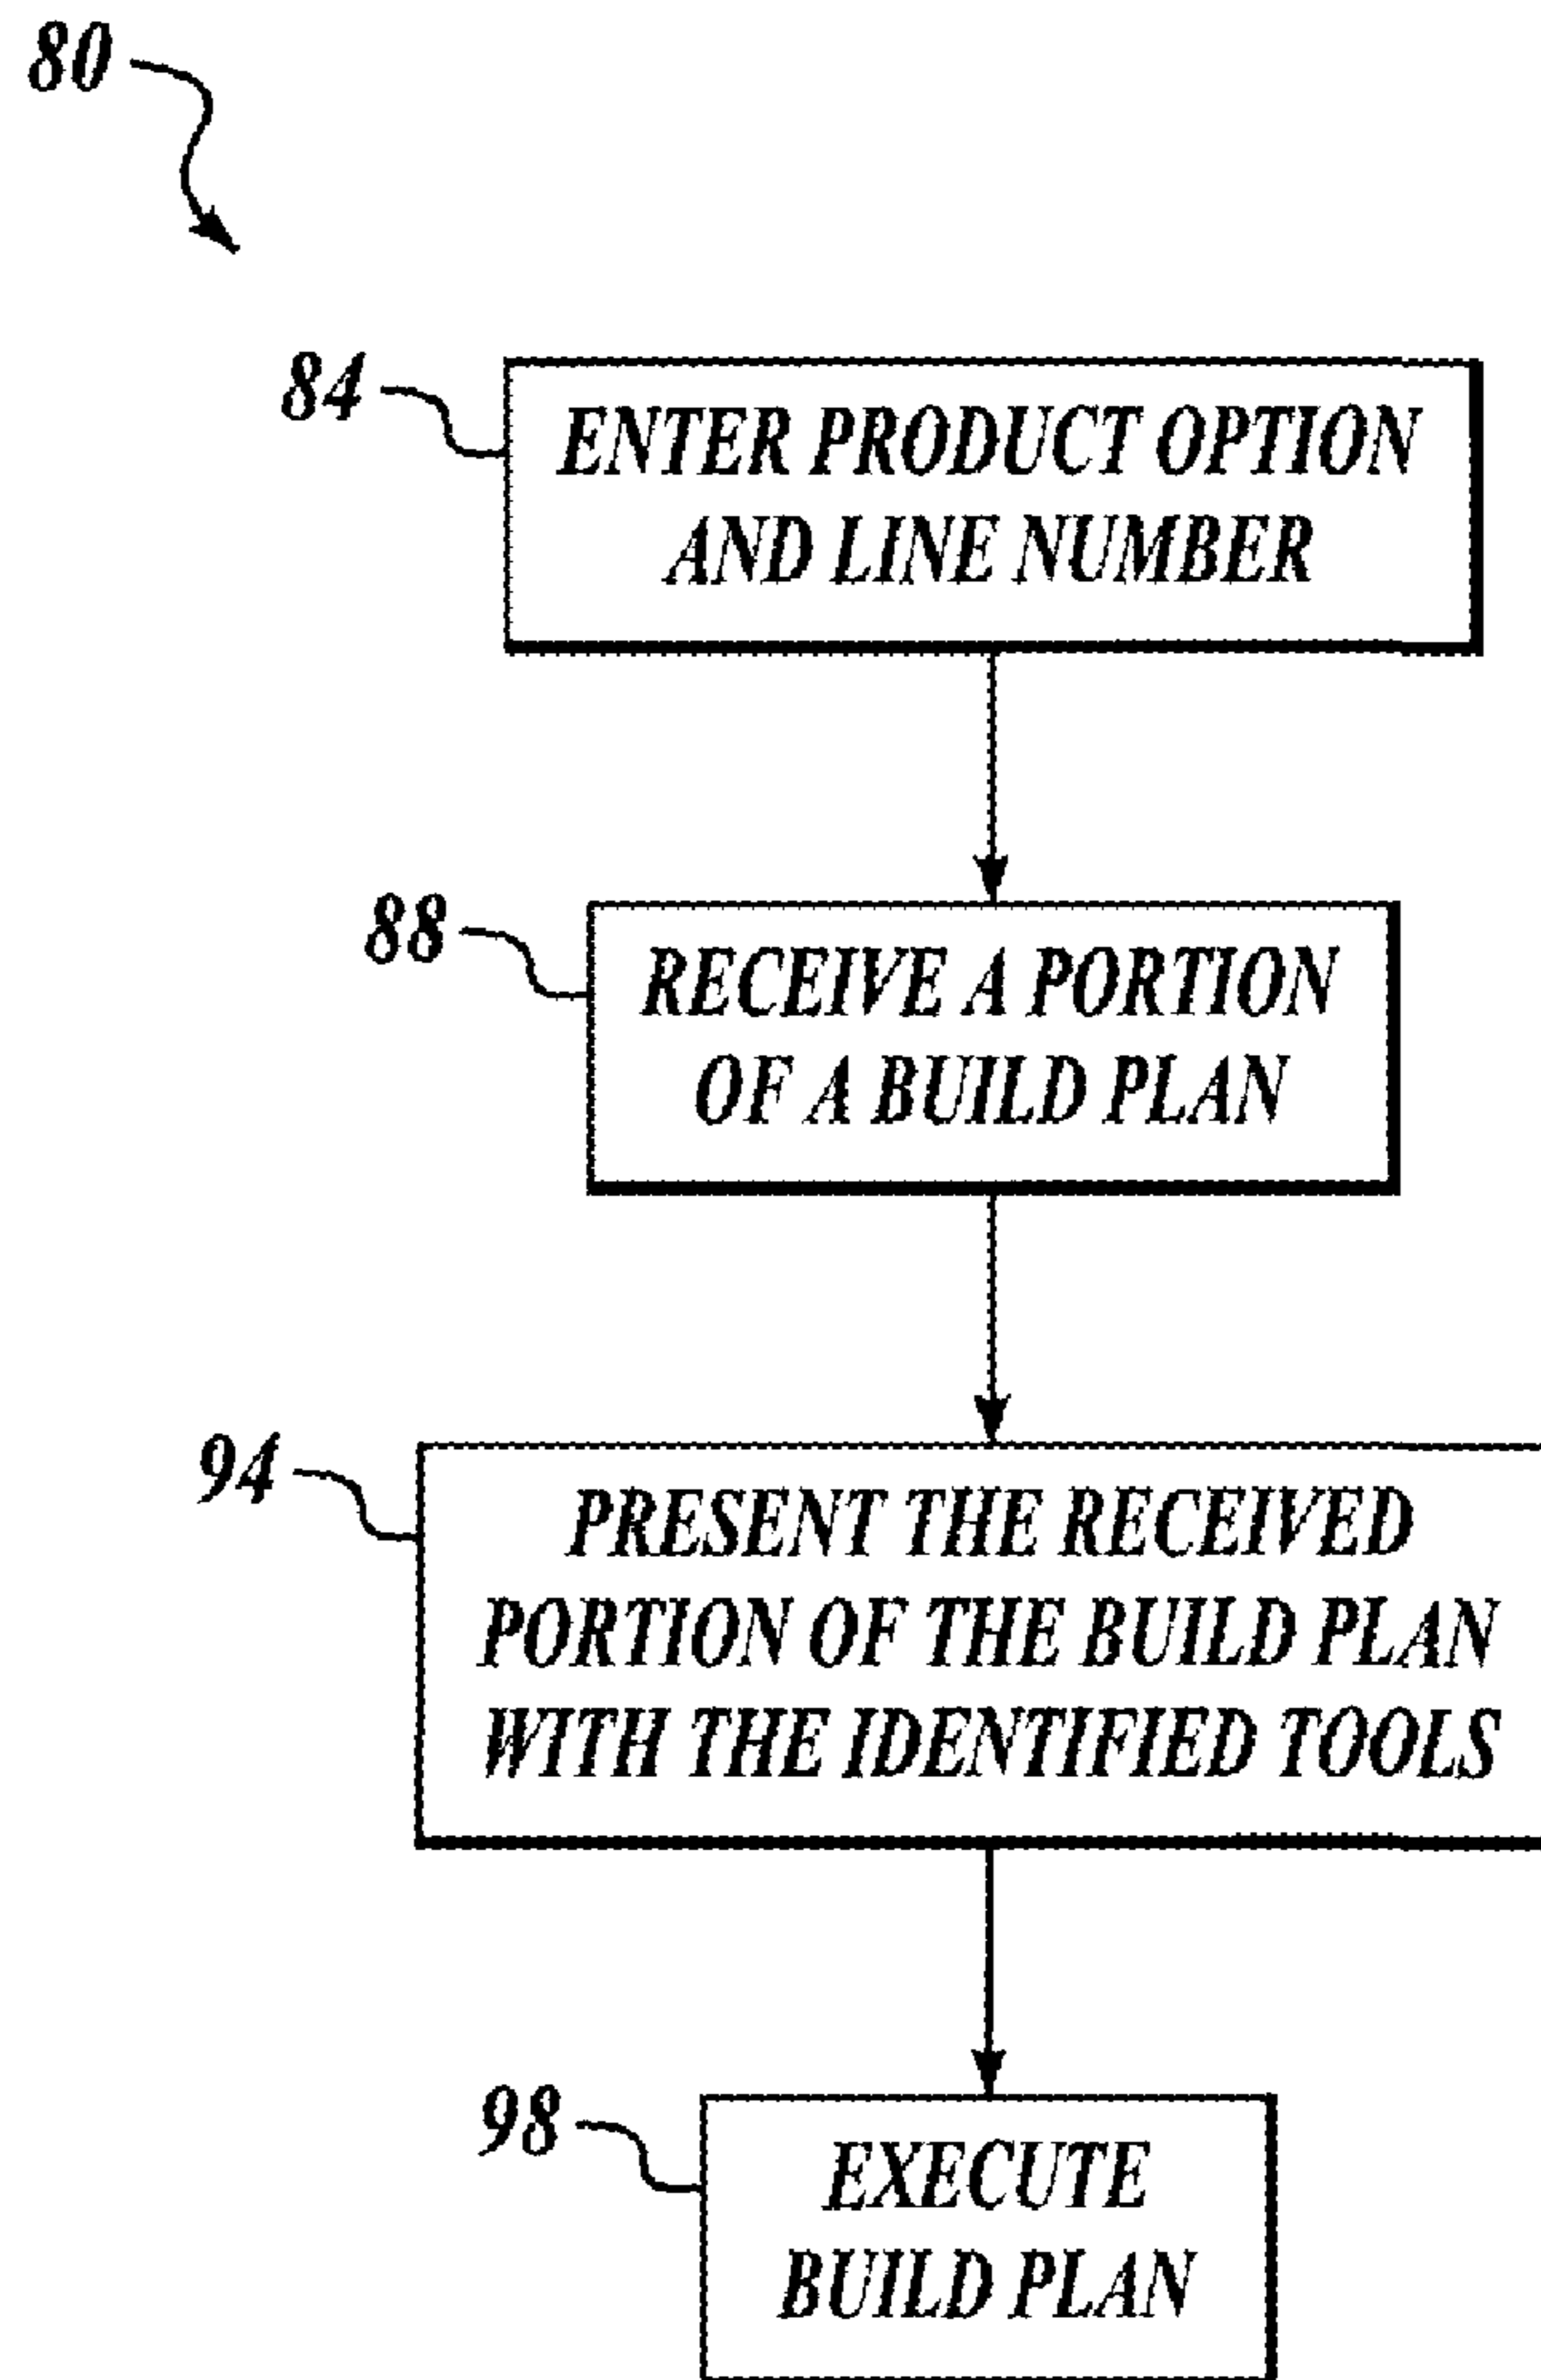 80
84
ENTER PRODUCT OPTION
AND LINE NUMBER
88
RECEIVE A PORTION
OF A BUILD PLAN
94
PRESENT THE RECEIVED
PORTION OF THE BUILD PLAN
WITH THE IDENTIFIED TOOLS
98
EXECUTE
BUILD PLAN